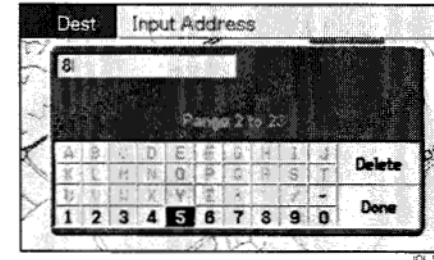 Dest Input Address
8
Range 2 to 23
A B C D E F G H I J
K L M N O P Q R S T Delete
U V W X Y Z
1 2 3 4 5 6 7 8 9 0 Done